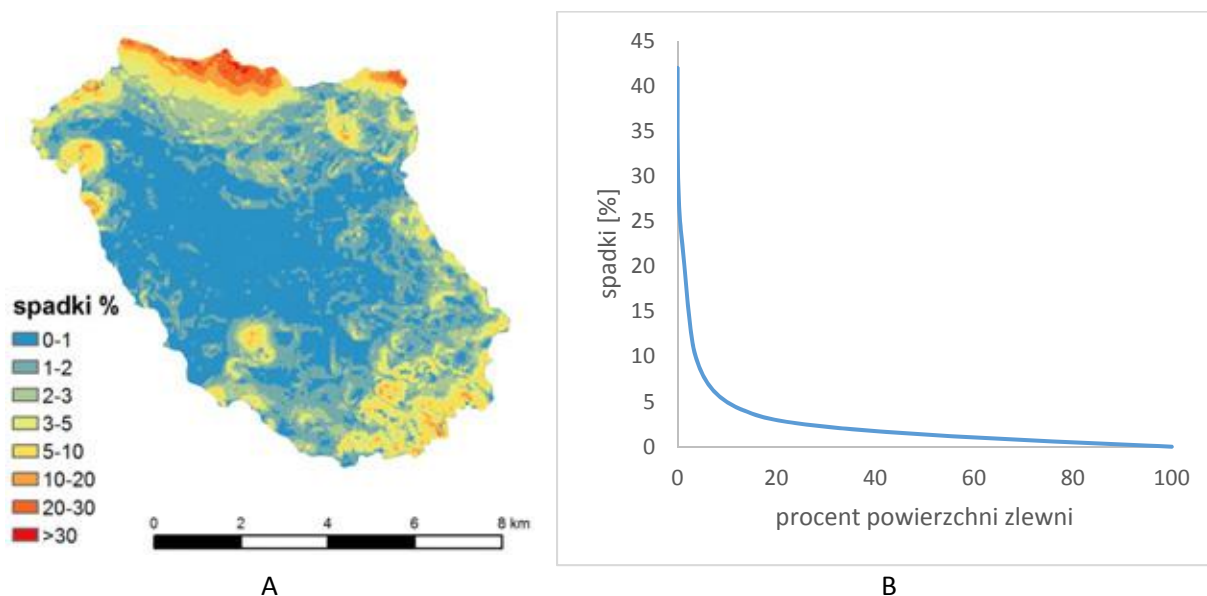 spadki %
0-1
1-2
2-3
3-5
5-10
10-20
20-30
>30
0 2 4 6 8 km
A
45
40
35
30
25
20
15
10
5
0
spadki [%]
0 20 40 60 80 100
procent powierzchni zlewni
B